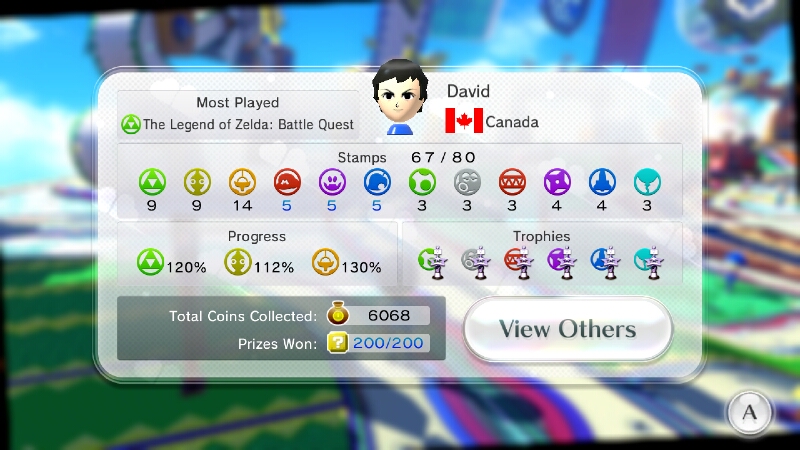 David
Most Played
The Legend of Zelda: Battle Quest
Canada
Stamps 67/80
9 9 14 5 5 5 3 3 3 4 4 3
Progress
120% 112% 130%
Trophies
Total Coins Collected: 6068
Prizes Won: ? 200/200
View Others
A